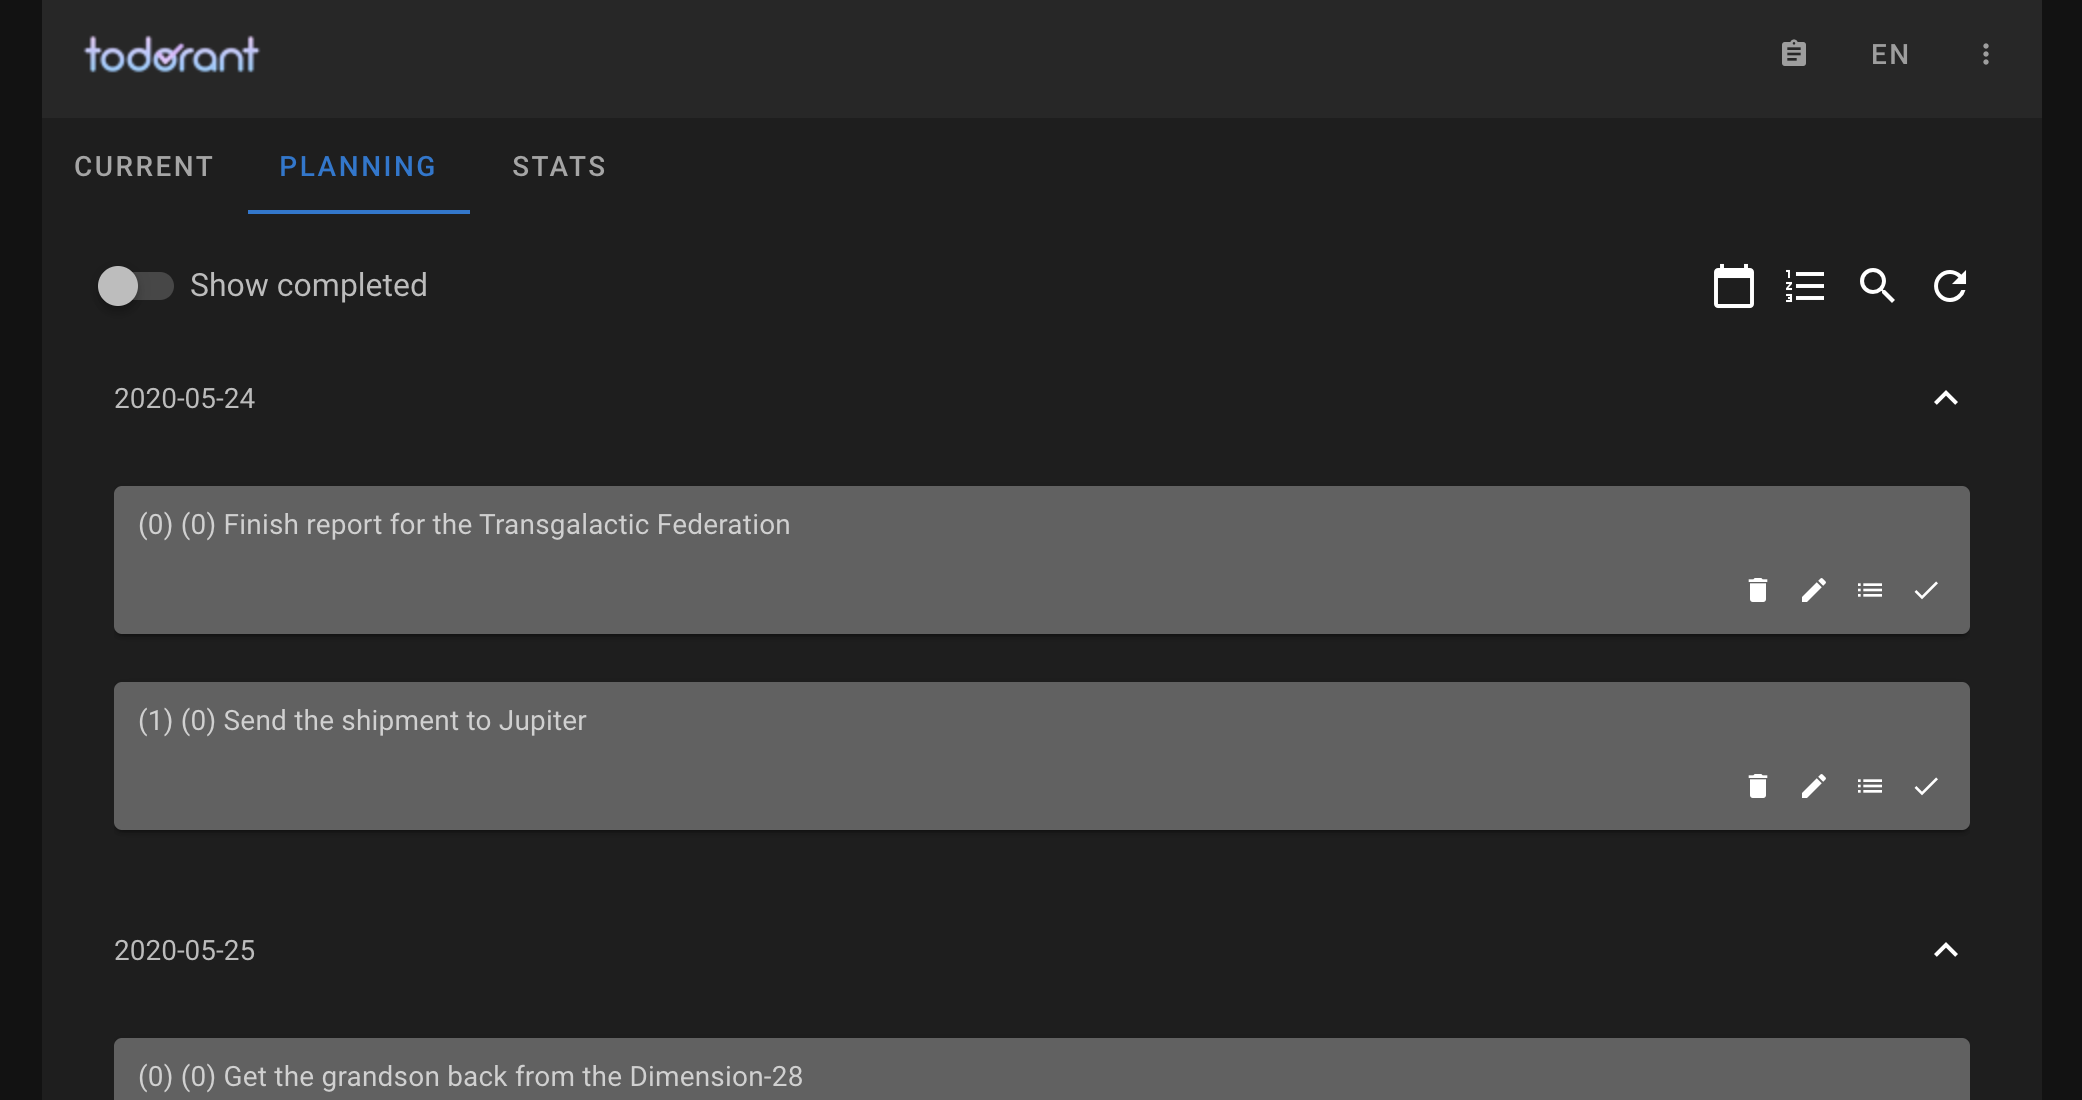 todorant
EN
CURRENT PLANNING STATS
Show completed
2020-05-24
(0) (0) Finish report for the Transgalactic Federation
(1) (0) Send the shipment to Jupiter
2020-05-25
(0) (0) Get the grandson back from the Dimension-28